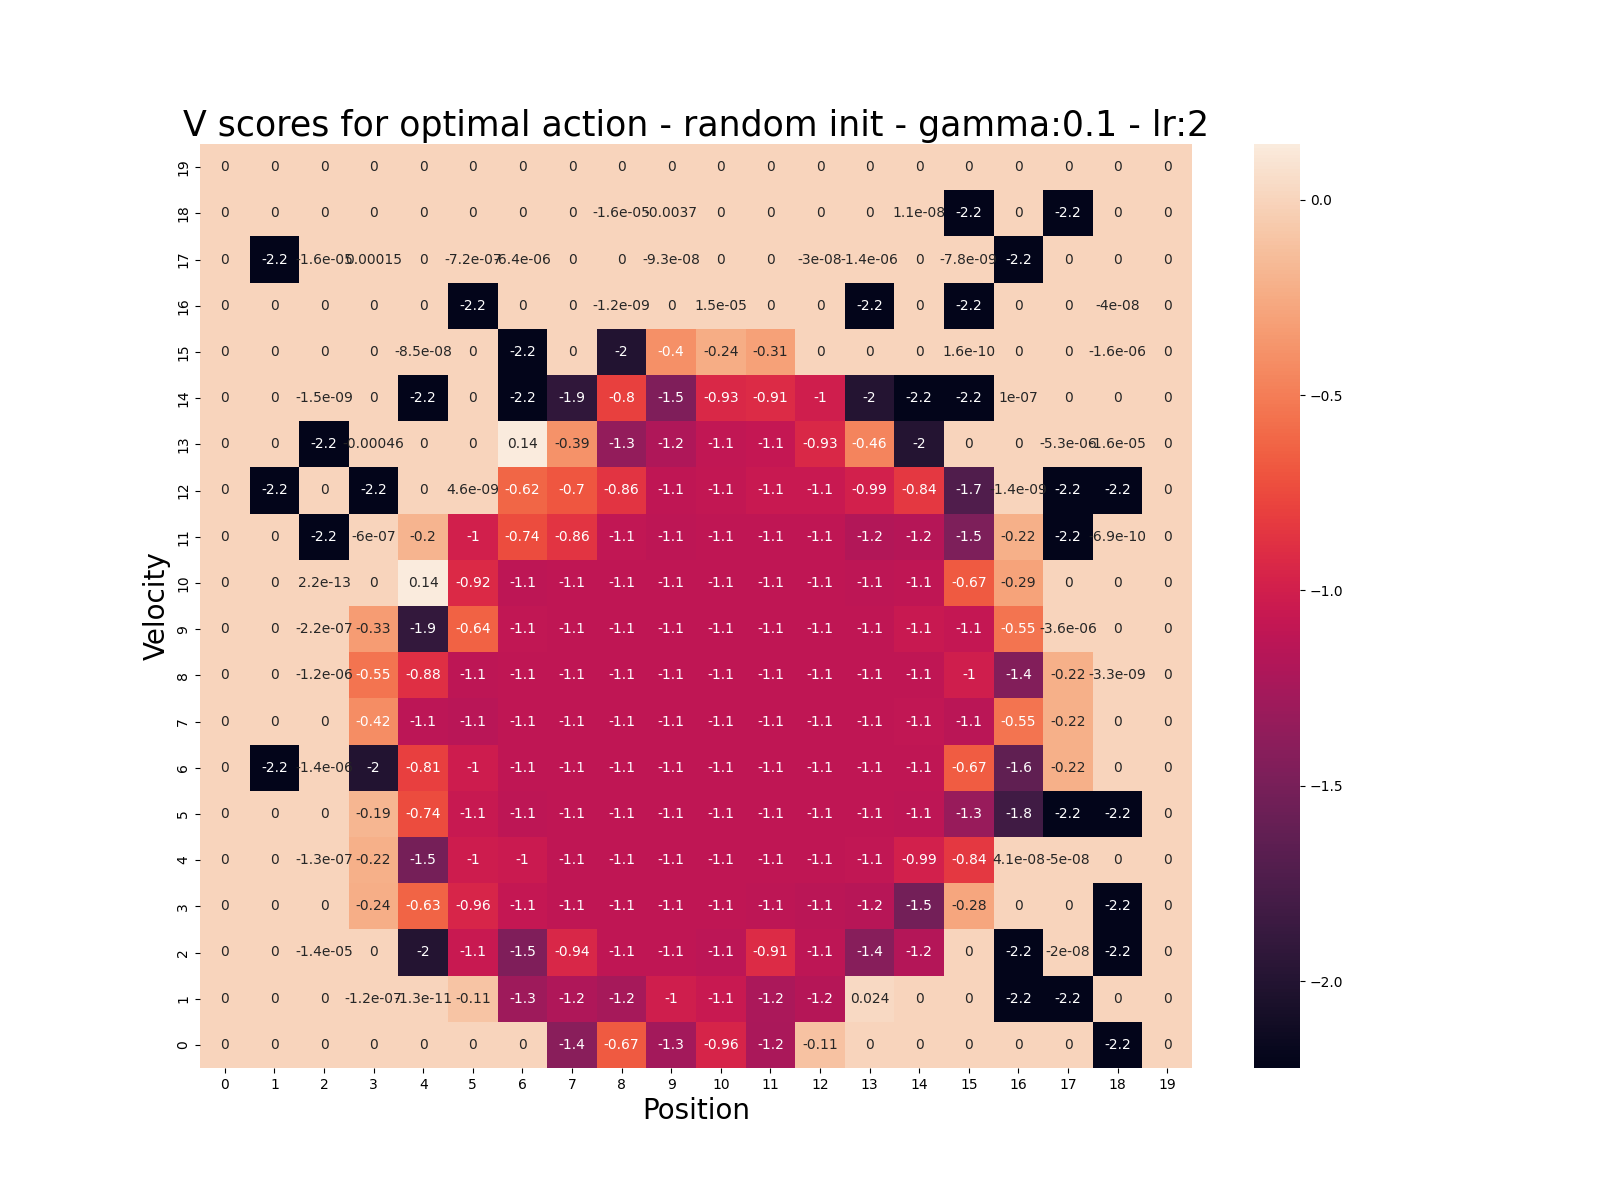 V scores for optimal action - random init - gamma:0.1 - lr:2
19 0 0 0 0 0 0 0 0 0 0 0 0 0 0 0 0 0 0 0 0
18 0 0 0 0 0 0 0 0 -1.6e-05 -0.0037 0 0 0 0 1.1e-08 -2.2 0 -2.2 0 0
17 0 -2.2 -1.6e-05 0.00015 0 -7.2e-07 6.4e-06 0 0 -9.3e-08 0 0 -3e-08 -1.4e-06 0 -7.8e-09 -2.2 0 0 0
16 0 0 0 0 0 -2.2 0 0 -1.2e-09 0 1.5e-05 0 0 -2.2 0 -2.2 0 0 -4e-08 0
15 0 0 0 0 -8.5e-08 0 -2.2 0 -2 -0.4 -0.24 -0.31 0 0 0 1.6e-10 0 0 -1.6e-06 0
14 0 0 -1.5e-09 0 -2.2 0 -2.2 -1.9 -0.8 -1.5 -0.93 -0.91 -1 -2 -2.2 -2.2 1e-07 0 0 0
13 0 0 -2.2 -0.00046 0 0 0.14 -0.39 -1.3 -1.2 -1.1 -1.1 -0.93 -0.46 -2 0 0 -5.3e-06 1.6e-05 0
12 0 -2.2 0 -2.2 0 4.6e-09 -0.62 -0.7 -0.86 -1.1 -1.1 -1.1 -1.1 -0.99 -0.84 -1.7 1.4e-09 -2.2 -2.2 0
11 0 0 -2.2 -6e-07 -0.2 -1 -0.74 -0.86 -1.1 -1.1 -1.1 -1.1 -1.1 -1.2 -1.2 -1.5 -0.22 -2.2 6.9e-10 0
10 0 0 2.2e-13 0 0.14 -0.92 -1.1 -1.1 -1.1 -1.1 -1.1 -1.1 -1.1 -1.1 -1.1 -0.67 -0.29 0 0 0
9 0 0 -2.2e-07 -0.33 -1.9 -0.64 -1.1 -1.1 -1.1 -1.1 -1.1 -1.1 -1.1 -1.1 -1.1 -1.1 -0.55 -3.6e-06 0 0
8 0 0 -1.2e-06 -0.55 -0.88 -1.1 -1.1 -1.1 -1.1 -1.1 -1.1 -1.1 -1.1 -1.1 -1.1 -1 -1.4 -0.22 -3.3e-09 0
7 0 0 0 -0.42 -1.1 -1.1 -1.1 -1.1 -1.1 -1.1 -1.1 -1.1 -1.1 -1.1 -1.1 -1.1 -0.55 -0.22 0 0
6 0 -2.2 -1.4e-06 -2 -0.81 -1 -1.1 -1.1 -1.1 -1.1 -1.1 -1.1 -1.1 -1.1 -1.1 -0.67 -1.6 -0.22 0 0
5 0 0 0 -0.19 -0.74 -1.1 -1.1 -1.1 -1.1 -1.1 -1.1 -1.1 -1.1 -1.1 -1.1 -1.3 -1.8 -2.2 -2.2 0
4 0 0 -1.3e-07 -0.22 -1.5 -1 -1 -1.1 -1.1 -1.1 -1.1 -1.1 -1.1 -1.1 -0.99 -0.84 4.1e-08 -5e-08 0 0
3 0 0 0 -0.24 -0.63 -0.96 -1.1 -1.1 -1.1 -1.1 -1.1 -1.1 -1.1 -1.2 -1.5 -0.28 0 0 -2.2 0
2 0 0 -1.4e-05 0 -2 -1.1 -1.5 -0.94 -1.1 -1.1 -1.1 -0.91 -1.1 -1.4 -1.2 0 -2.2 -2e-08 -2.2 0
1 0 0 0 -1.2e-07 1.3e-11 -0.11 -1.3 -1.2 -1.2 -1 -1.1 -1.2 -1.2 0.024 0 0 -2.2 -2.2 0 0
0 0 0 0 0 0 0 0 -1.4 -0.67 -1.3 -0.96 -1.2 -0.11 0 0 0 0 0 -2.2 0
0 1 2 3 4 5 6 7 8 9 10 11 12 13 14 15 16 17 18 19
Position
Velocity
0.0
−0.5
−1.0
−1.5
−2.0